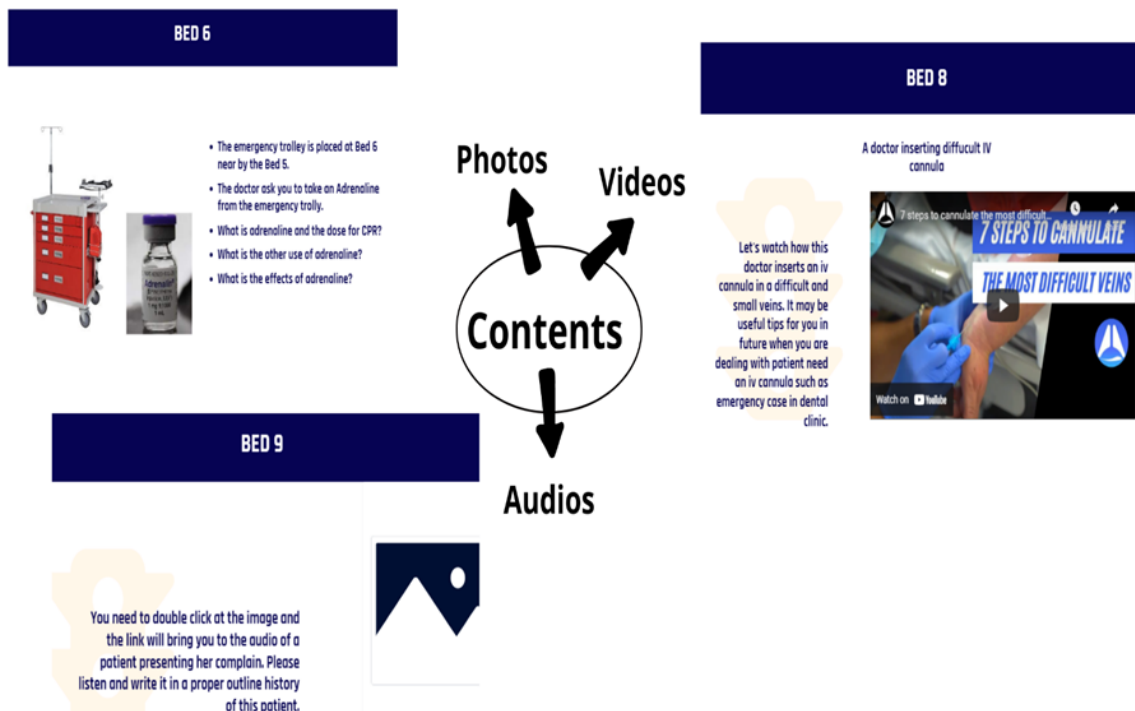 BED 6
• The emergency trolley is placed at Bed 6
near by the Bed 5.
• The doctor ask you to take an Adrenaline
from the emergency trolly.
• What is adrenaline and the dose for CPR?
• What is the other use of adrenaline?
• What is the effects of adrenaline?
Photos
Videos
Contents
Audios
BED 8
A doctor inserting diffucult IV
cannula
Let's watch how this
doctor inserts an iv
cannula in a difficult and
small veins. It may be
useful tips for you in
future when you are
dealing with patient need
an iv cannula such as
emergency case in dental
clinic.
7 steps to cannulate the most difficult...
7 STEPS TO CANNULATE
THE MOST DIFFICULT VEINS
Watch on YouTube
BED 9
You need to double click at the image and
the link will bring you to the audio of a
patient presenting her complain. Please
listen and write it in a proper outline history
of this patient.